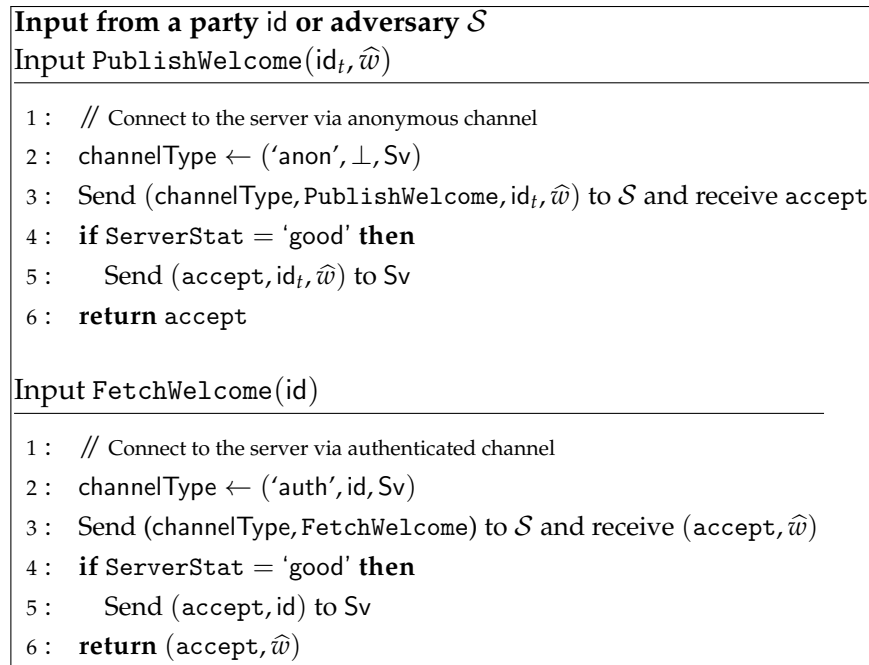 Input from a party id or adversary 𝒮
Input PublishWelcome(idₜ, ŵ)
1 : // Connect to the server via anonymous channel
2 : channelType ← (‘anon’, ⊥, Sv)
3 : Send (channelType, PublishWelcome, idₜ, ŵ) to 𝒮 and receive accept
4 : if ServerStat = ‘good’ then
5 : Send (accept, idₜ, ŵ) to Sv
6 : return accept
Input FetchWelcome(id)
1 : // Connect to the server via authenticated channel
2 : channelType ← (‘auth’, id, Sv)
3 : Send (channelType, FetchWelcome) to 𝒮 and receive (accept, ŵ)
4 : if ServerStat = ‘good’ then
5 : Send (accept, id) to Sv
6 : return (accept, ŵ)